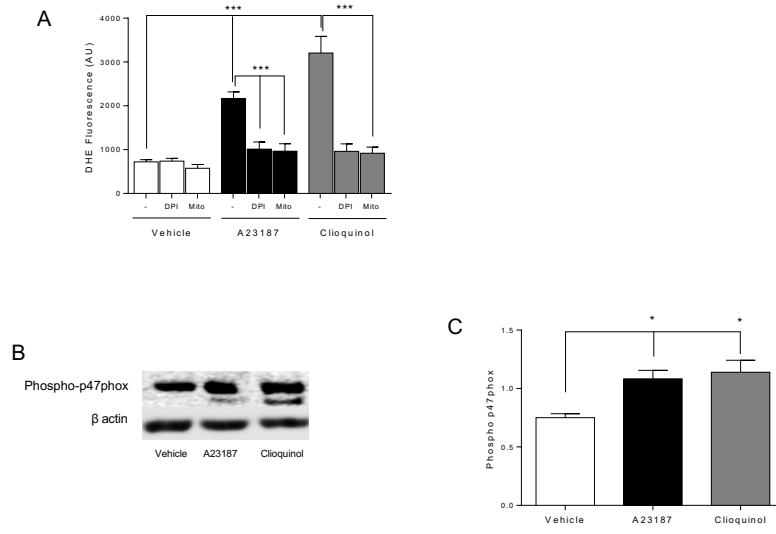 A
DHE Fluorescence (AU)
4000
3000
2000
1000
0
***
***
***
- DPI Mito - DPI Mito - DPI Mito
Vehicle A23187 Clioquinol
B
Phospho-p47phox
β actin
Vehicle A23187 Clioquinol
C
Phospho p47phox
1.5
1.0
0.5
0.0
* *
Vehicle A23187 Clioquinol